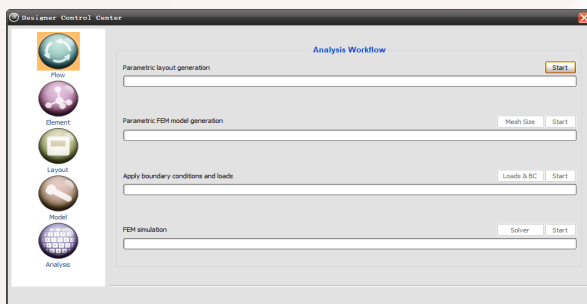 Designer Control Center
Flow
Element
Layout
Model
Analysis
Analysis Workflow
Parametric layout generation
Start
Parametric FEM model generation
Mesh Size Start
Apply boundary conditions and loads
Loads & BC Start
FEM simulation
Solver Start